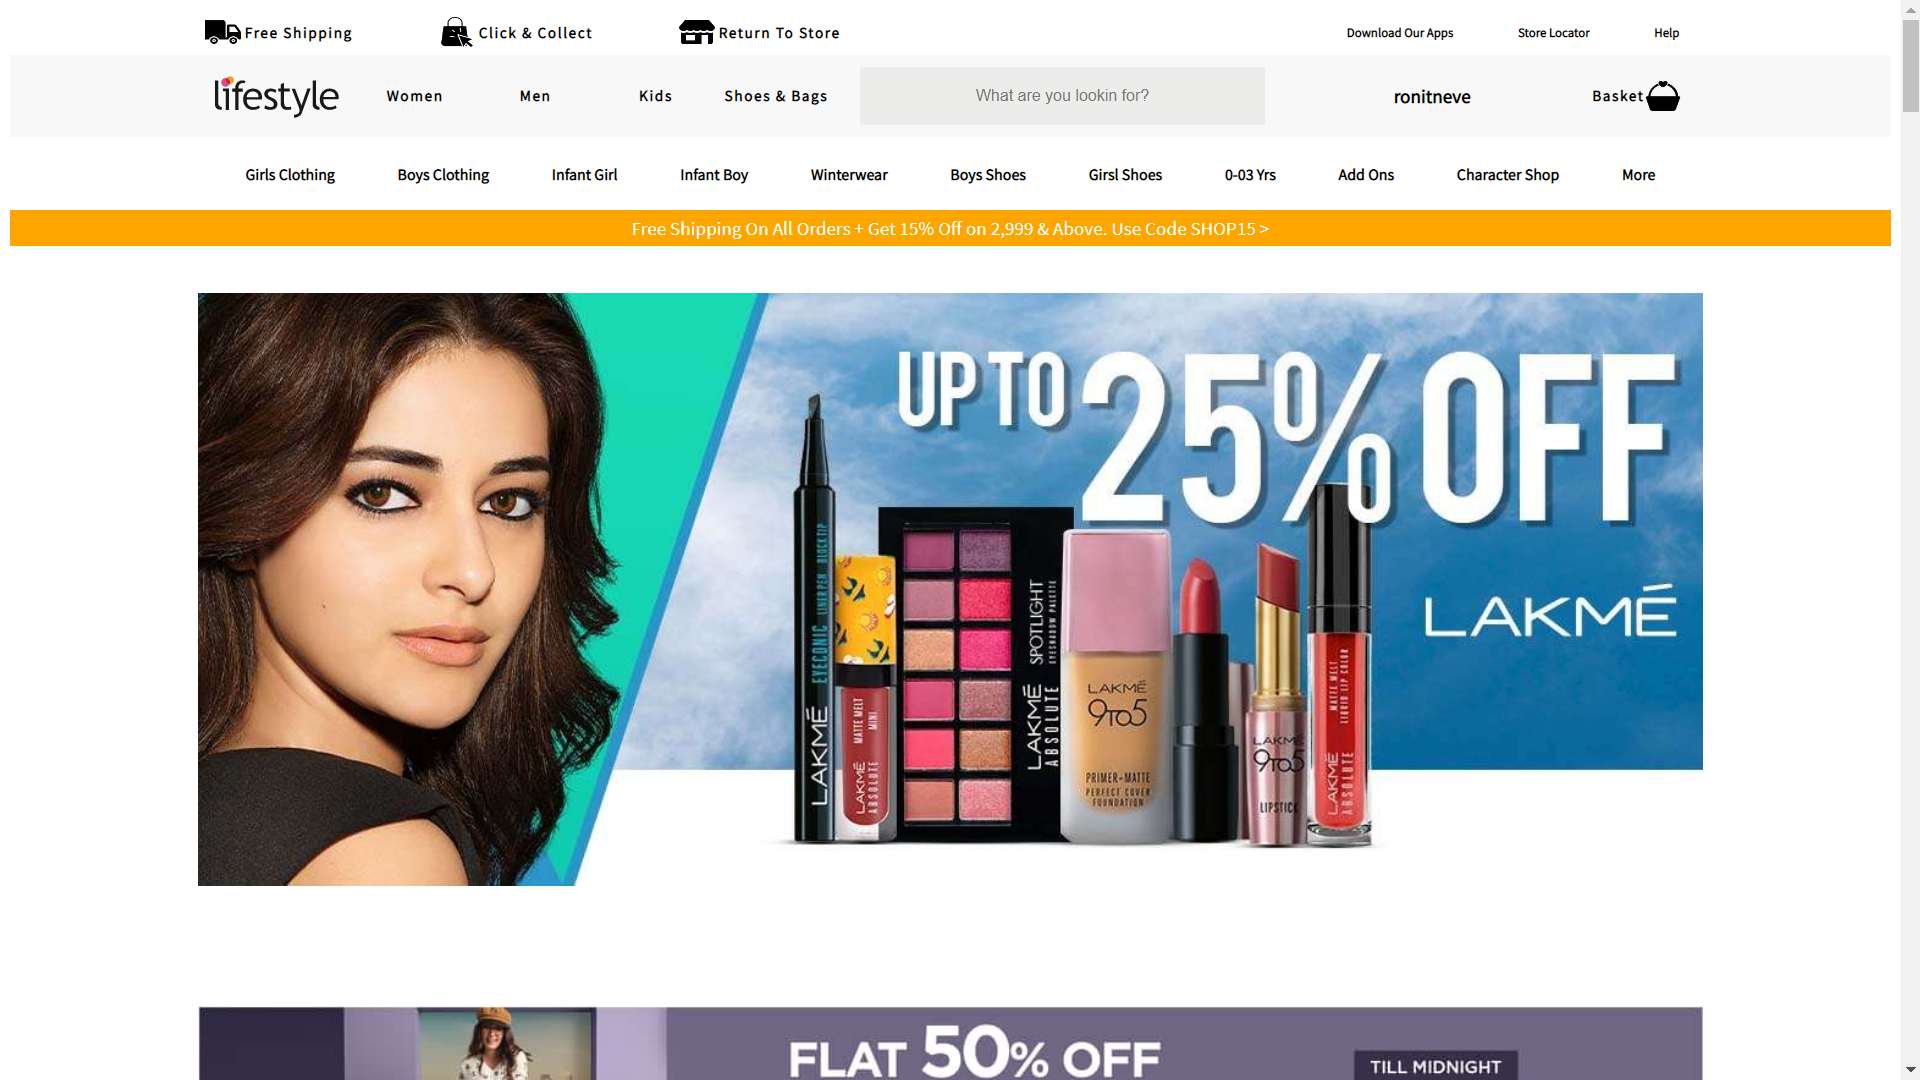 Free Shipping
Click & Collect
Return To Store
Download Our Apps
Store Locator
Help
lifestyle
Women
Men
Kids
Shoes & Bags
What are you lookin for?
ronitneve
Basket
Girls Clothing
Boys Clothing
Infant Girl
Infant Boy
Winterwear
Boys Shoes
Girsl Shoes
0-03 Yrs
Add Ons
Character Shop
More
Free Shipping On All Orders + Get 15% Off on 2,999 & Above. Use Code SHOP15 >
UP TO 25% OFF
LAKMÉ
LAKMÉ EYECONIC LINER PEN BLOCK TIP
MATTE MELT MINI
LAKMÉ ABSOLUTE
SPOTLIGHT
EYESHADOW PALETTE
LAKMÉ ABSOLUTE
LAKMÉ
9TO5
PRIMER+MATTE
PERFECT COVER
FOUNDATION
LAKMÉ
9TO5
LIPSTICK
MATTE MELT
LIQUID LIP COLOR
LAKMÉ ABSOLUTE
FLAT 50% OFF
TILL MIDNIGHT